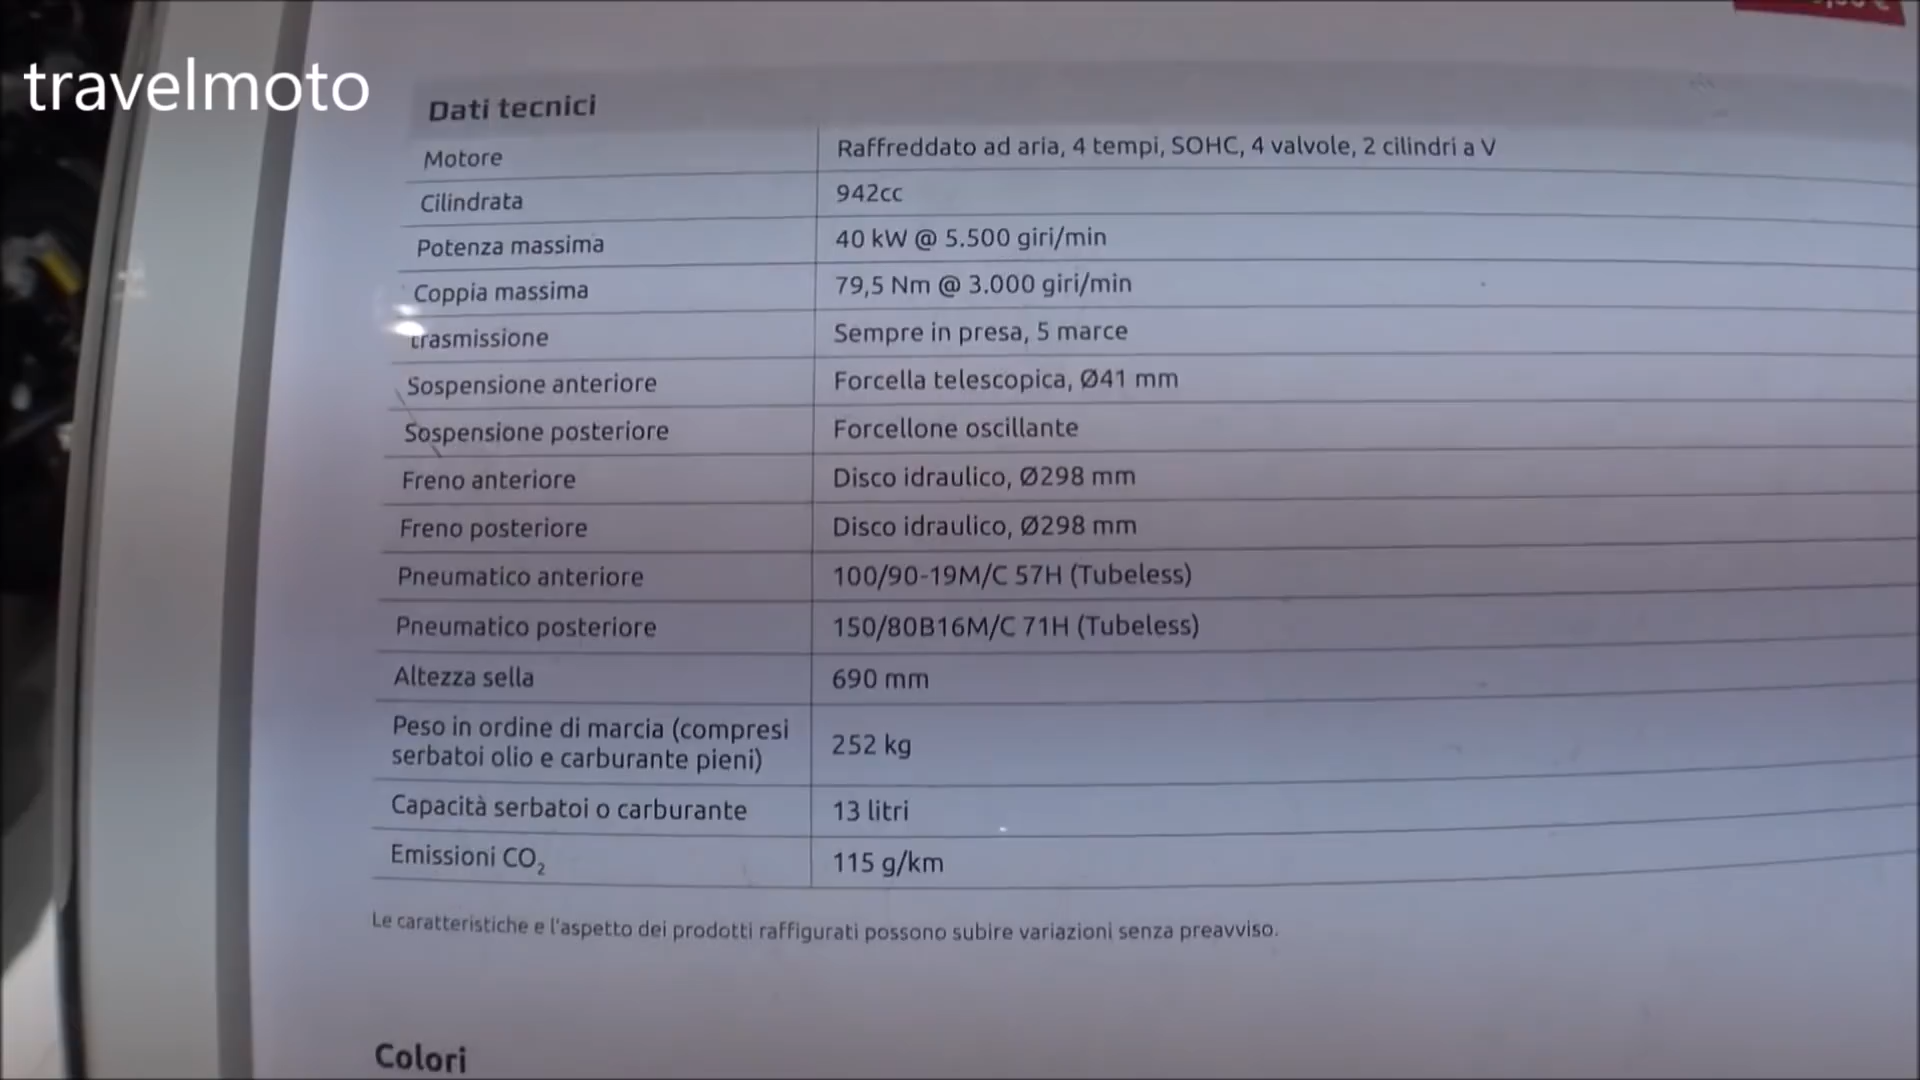 travelmoto
Dati tecnici
Motore Raffreddato ad aria, 4 tempi, SOHC, 4 valvole, 2 cilindri a V
Cilindrata 942cc
Potenza massima 40 kW @ 5.500 giri/min
Coppia massima 79,5 Nm @ 3.000 giri/min
trasmissione Sempre in presa, 5 marce
Sospensione anteriore Forcella telescopica, Ø41 mm
Sospensione posteriore Forcellone oscillante
Freno anteriore Disco idraulico, Ø298 mm
Freno posteriore Disco idraulico, Ø298 mm
Pneumatico anteriore 100/90-19M/C 57H (Tubeless)
Pneumatico posteriore 150/80B16M/C 71H (Tubeless)
Altezza sella 690 mm
Peso in ordine di marcia (compresi
serbatoi olio e carburante pieni) 252 kg
Capacità serbatoi o carburante 13 litri
Emissioni CO₂ 115 g/km
Le caratteristiche e l'aspetto dei prodotti raffigurati possono subire variazioni senza preavviso.
Colori